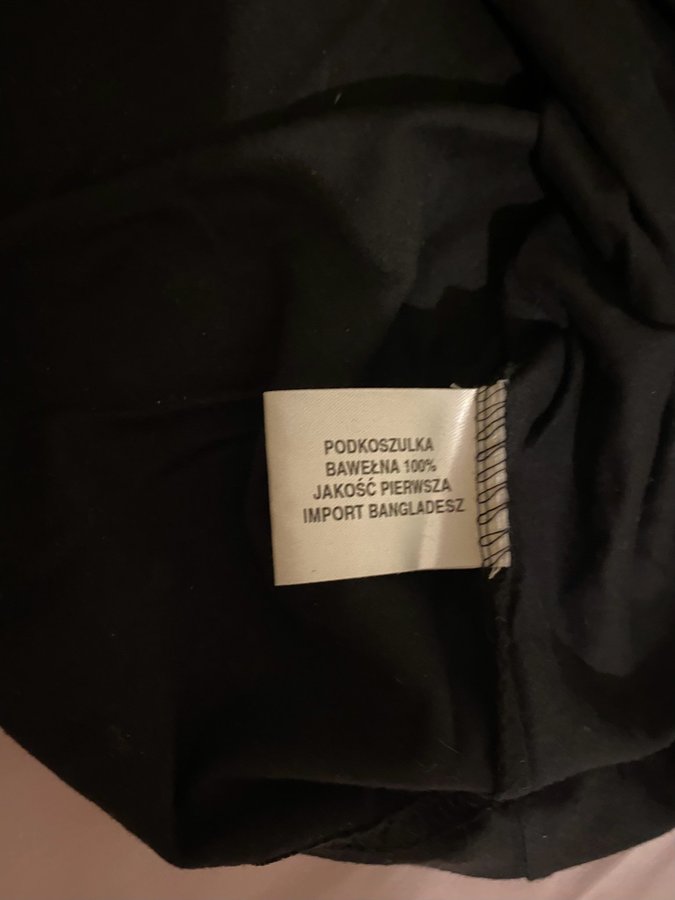 PODKOSZULKA
BAWEŁNA 100%
JAKOŚĆ PIERWSZA
IMPORT BANGLADESZ